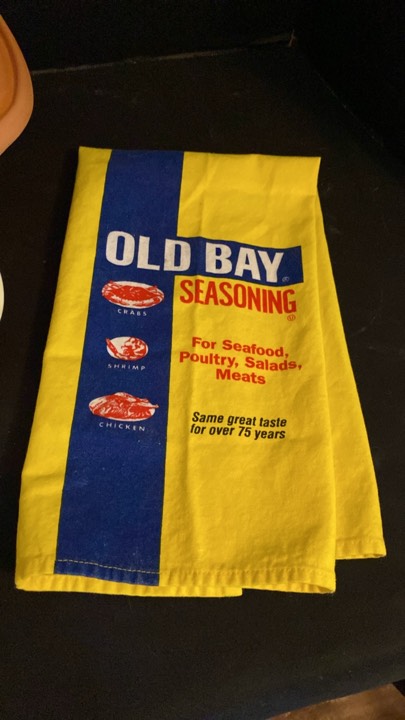 OLD BAY®
SEASONING
CRABS
SHRIMP
CHICKEN
For Seafood,
Poultry, Salads,
Meats
Same great taste
for over 75 years